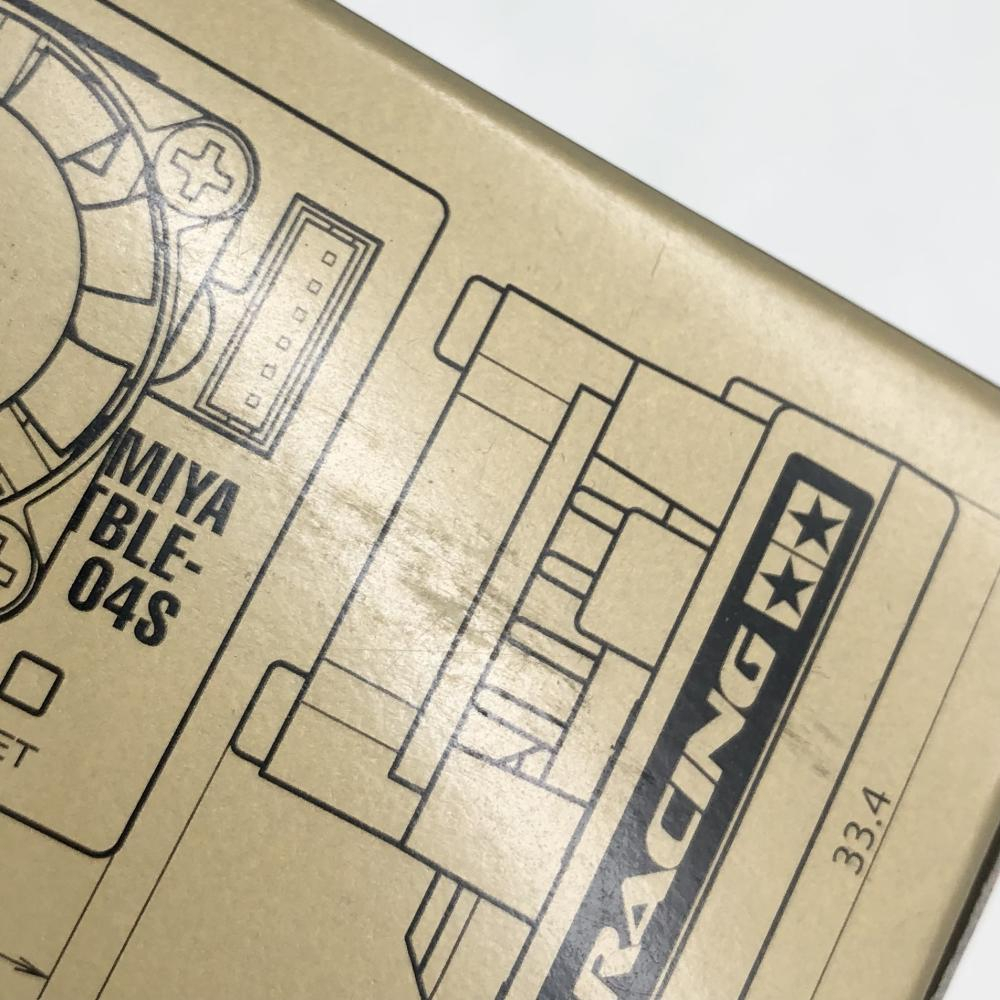 MIYA
TBLE-
04S
ET
RACING
33.4